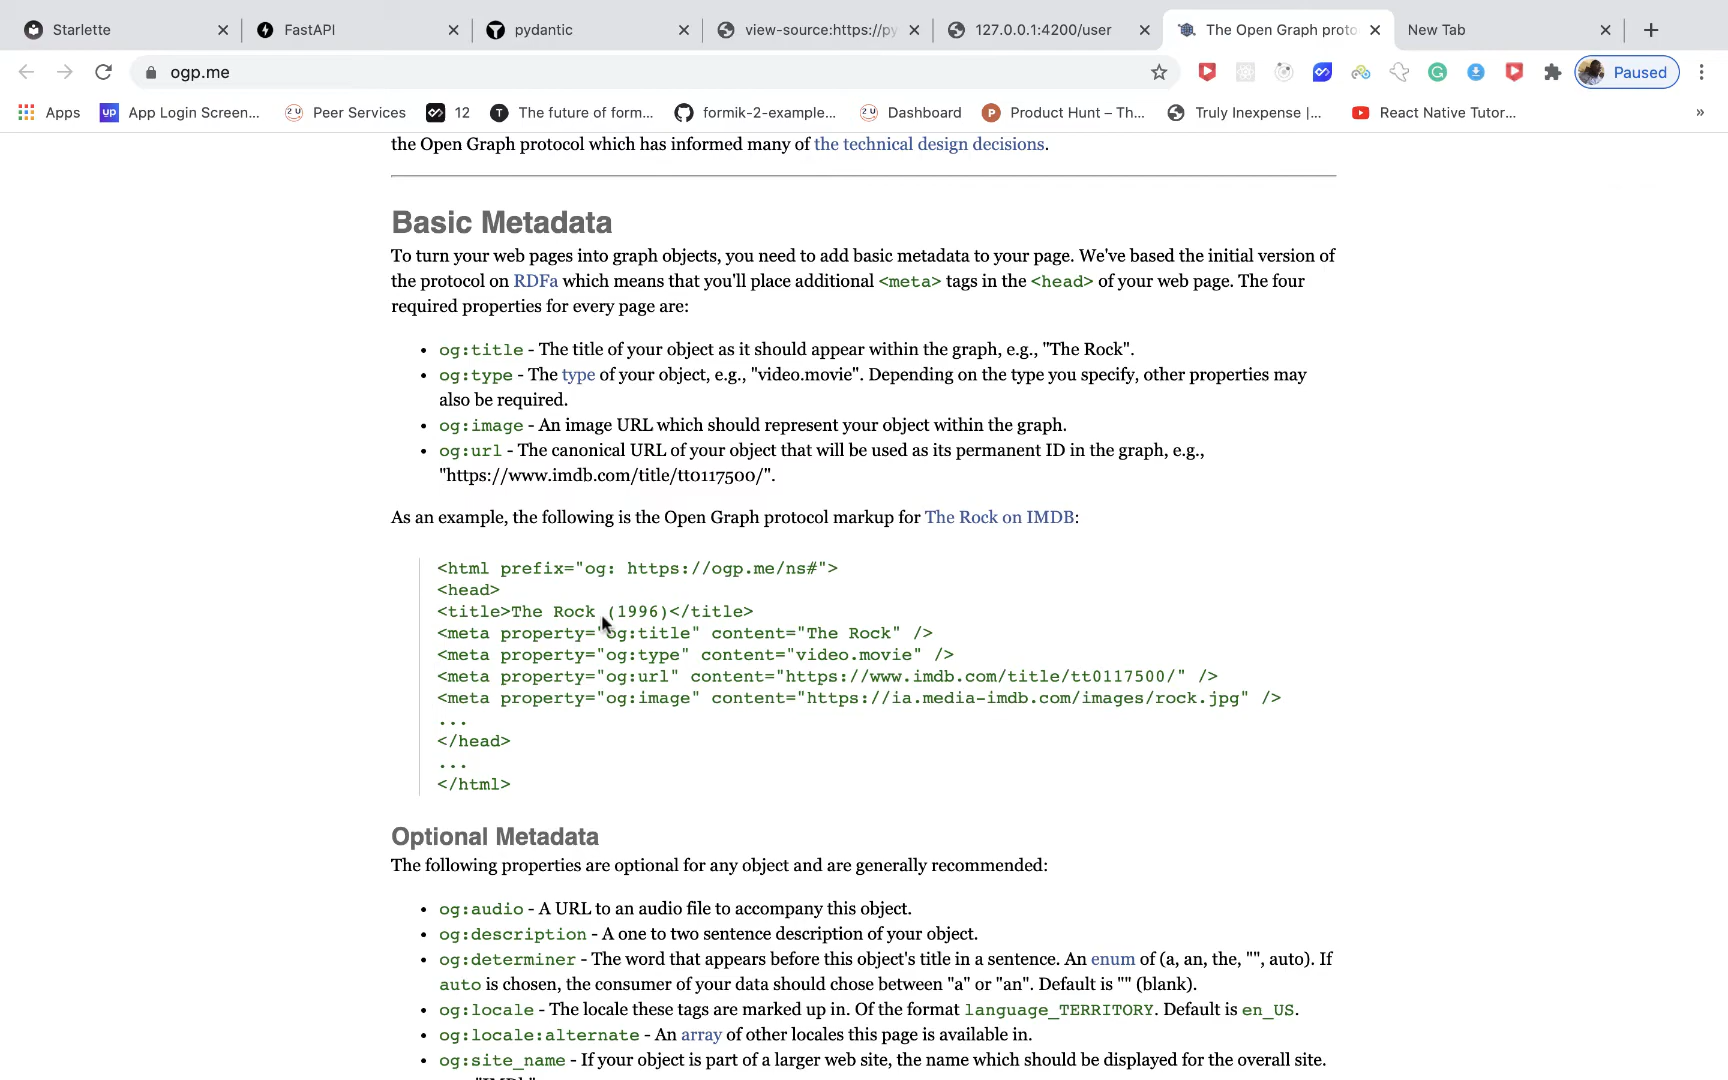 Starlette
FastAPI
pydantic
view-source:https://py
127.0.0.1:4200/user
The Open Graph proto
New Tab
ogp.me
Paused
Apps
up
App Login Screen...
2.U
Peer Services
12
T
The future of form...
formik-2-example...
2.U
Dashboard
P
Product Hunt – Th...
Truly Inexpense |...
React Native Tutor...
»
the Open Graph protocol which has informed many of the technical design decisions.
Basic Metadata
To turn your web pages into graph objects, you need to add basic metadata to your page. We've based the initial version of
the protocol on RDFa which means that you'll place additional <meta> tags in the <head> of your web page. The four
required properties for every page are:
• og:title - The title of your object as it should appear within the graph, e.g., "The Rock".
• og:type - The type of your object, e.g., "video.movie". Depending on the type you specify, other properties may
also be required.
• og:image - An image URL which should represent your object within the graph.
• og:url - The canonical URL of your object that will be used as its permanent ID in the graph, e.g.,
"https://www.imdb.com/title/tt0117500/".
As an example, the following is the Open Graph protocol markup for The Rock on IMDB:
<html prefix="og: https://ogp.me/ns#">
<head>
<title>The Rock (1996)</title>
<meta property="og:title" content="The Rock" />
<meta property="og:type" content="video.movie" />
<meta property="og:url" content="https://www.imdb.com/title/tt0117500/" />
<meta property="og:image" content="https://ia.media-imdb.com/images/rock.jpg" />
...
</head>
...
</html>
Optional Metadata
The following properties are optional for any object and are generally recommended:
• og:audio - A URL to an audio file to accompany this object.
• og:description - A one to two sentence description of your object.
• og:determiner - The word that appears before this object's title in a sentence. An enum of (a, an, the, "", auto). If
auto is chosen, the consumer of your data should chose between "a" or "an". Default is "" (blank).
• og:locale - The locale these tags are marked up in. Of the format language_TERRITORY. Default is en_US.
• og:locale:alternate - An array of other locales this page is available in.
• og:site_name - If your object is part of a larger web site, the name which should be displayed for the overall site.